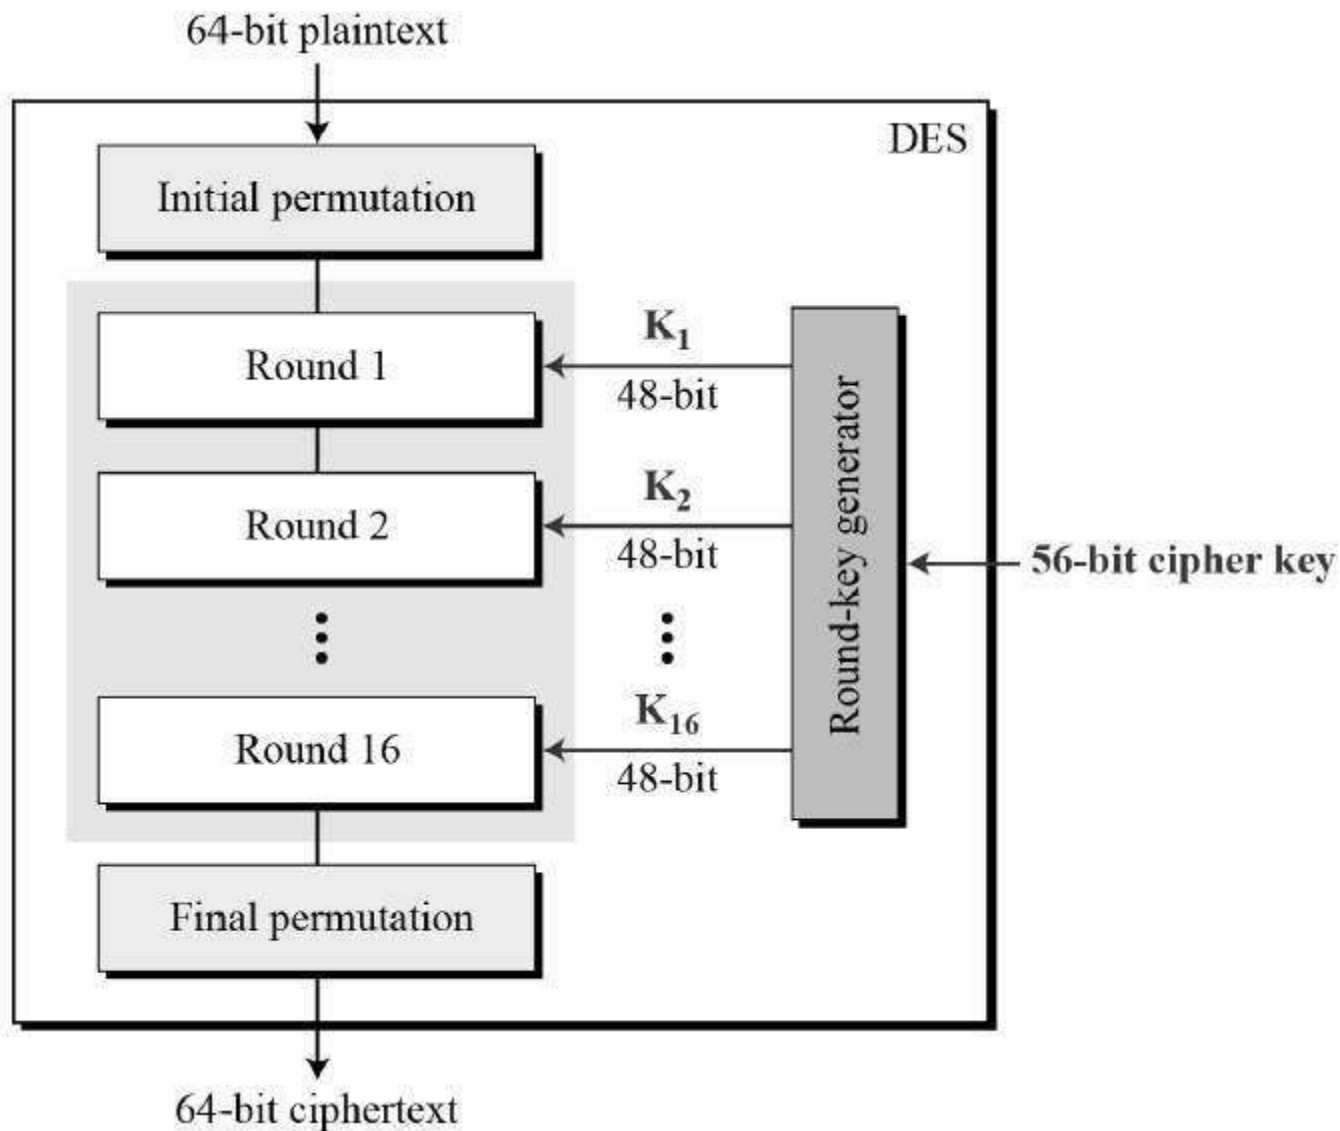 64-bit plaintext
DES
Initial permutation
Round 1
K₁
48-bit
Round 2
K₂
48-bit
Round-key generator
56-bit cipher key
Round 16
K₁₆
48-bit
Final permutation
64-bit ciphertext